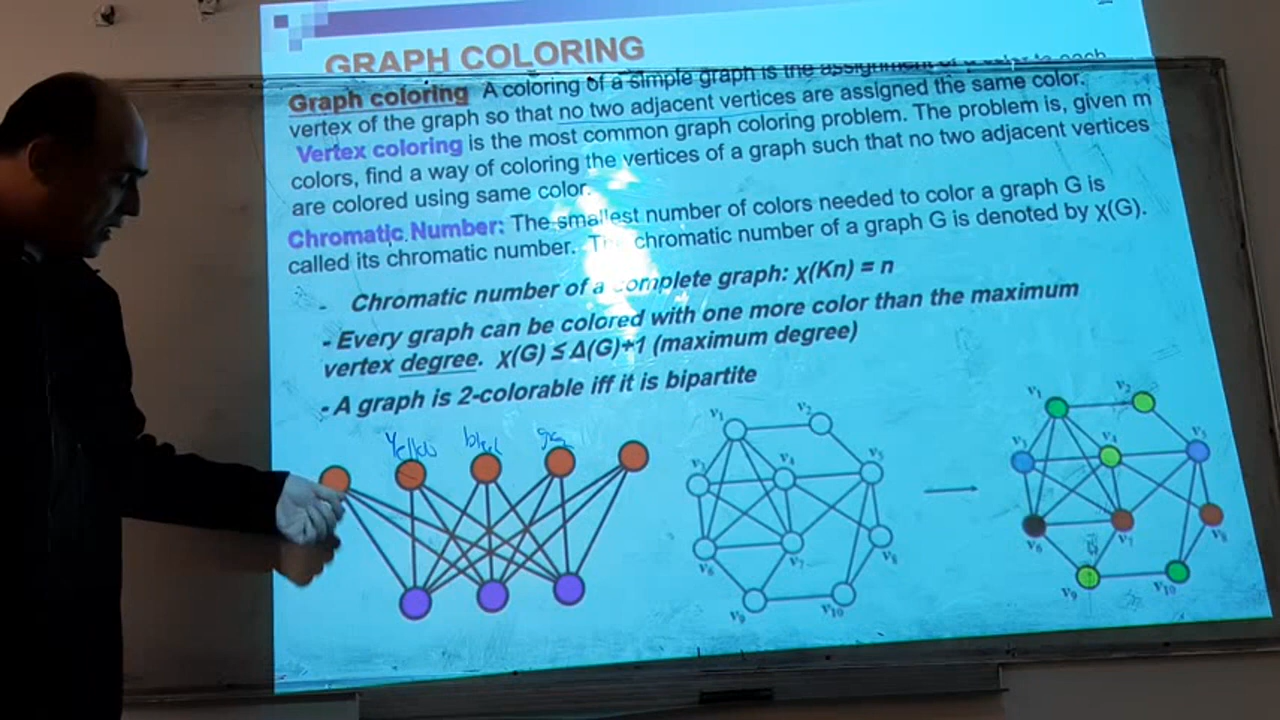 GRAPH COLORING
Graph coloring A coloring of a simple graph is the assignment of a color to each
vertex of the graph so that no two adjacent vertices are assigned the same color.
Vertex coloring is the most common graph coloring problem. The problem is, given m
colors, find a way of coloring the vertices of a graph such that no two adjacent vertices
are colored using same color.
Chromatic Number: The smallest number of colors needed to color a graph G is
called its chromatic number. The chromatic number of a graph G is denoted by χ(G).
- Chromatic number of a complete graph: χ(Kn) = n
- Every graph can be colored with one more color than the maximum
vertex degree. χ(G) ≤ Δ(G)+1 (maximum degree)
- A graph is 2-colorable iff it is bipartite
Yellow
v1 v2
v3 v4 v5
v6 v7 v8
v9 v10
v1 v2
v3 v4 v5
v6 v7 v8
v9 v10